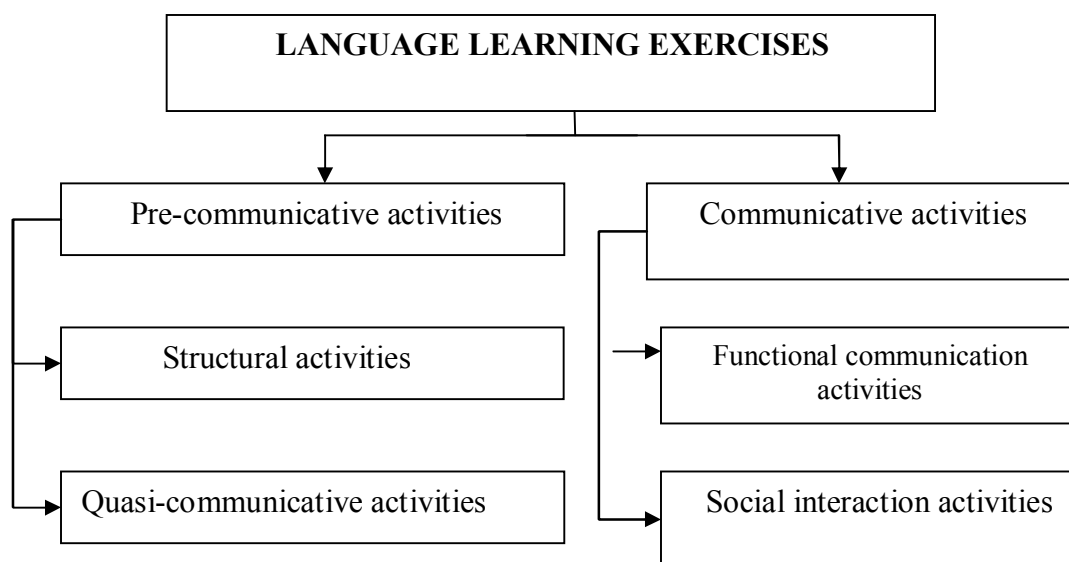 LANGUAGE LEARNING EXERCISES
Pre-communicative activities
Communicative activities
Structural activities
Functional communication
activities
Quasi-communicative activities
Social interaction activities